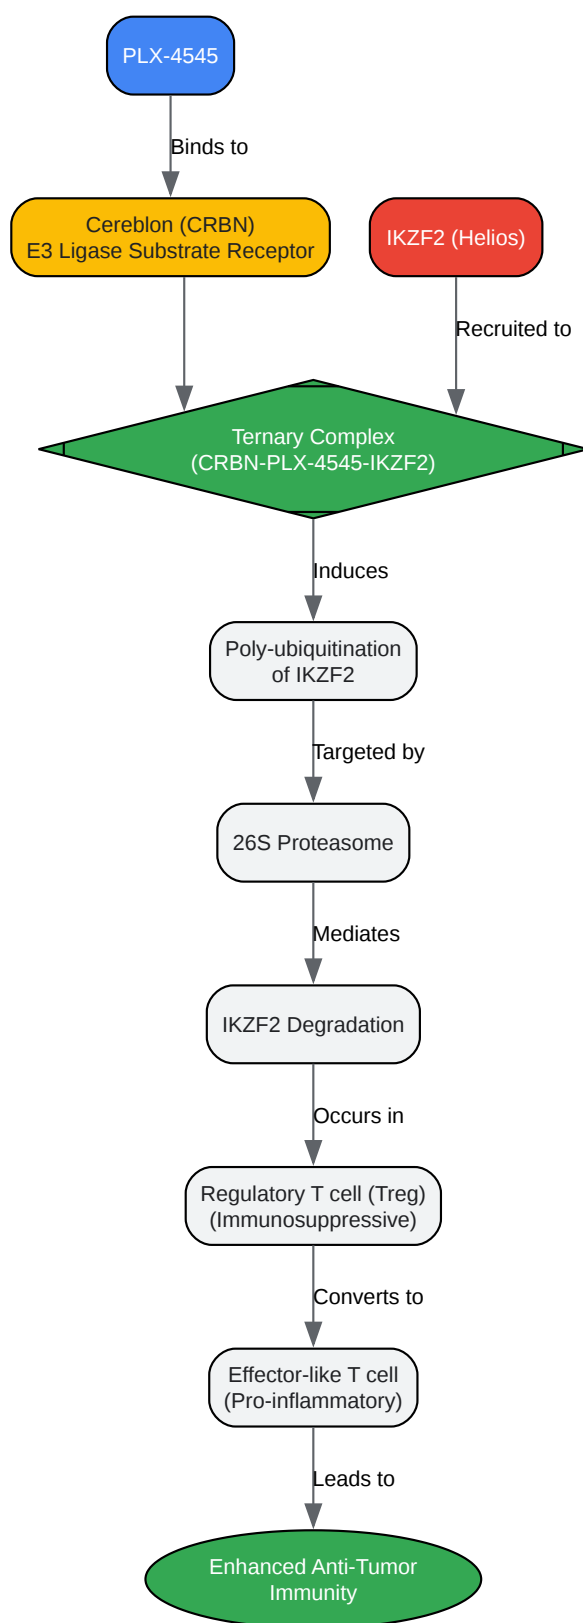 PLX-4545
Binds to
Cereblon (CRBN)
E3 Ligase Substrate Receptor
IKZF2 (Helios)
Recruited to
Ternary Complex
(CRBN-PLX-4545-IKZF2)
Induces
Poly-ubiquitination
of IKZF2
Targeted by
26S Proteasome
Mediates
IKZF2 Degradation
Occurs in
Regulatory T cell (Treg)
(Immunosuppressive)
Converts to
Effector-like T cell
(Pro-inflammatory)
Leads to
Enhanced Anti-Tumor
Immunity